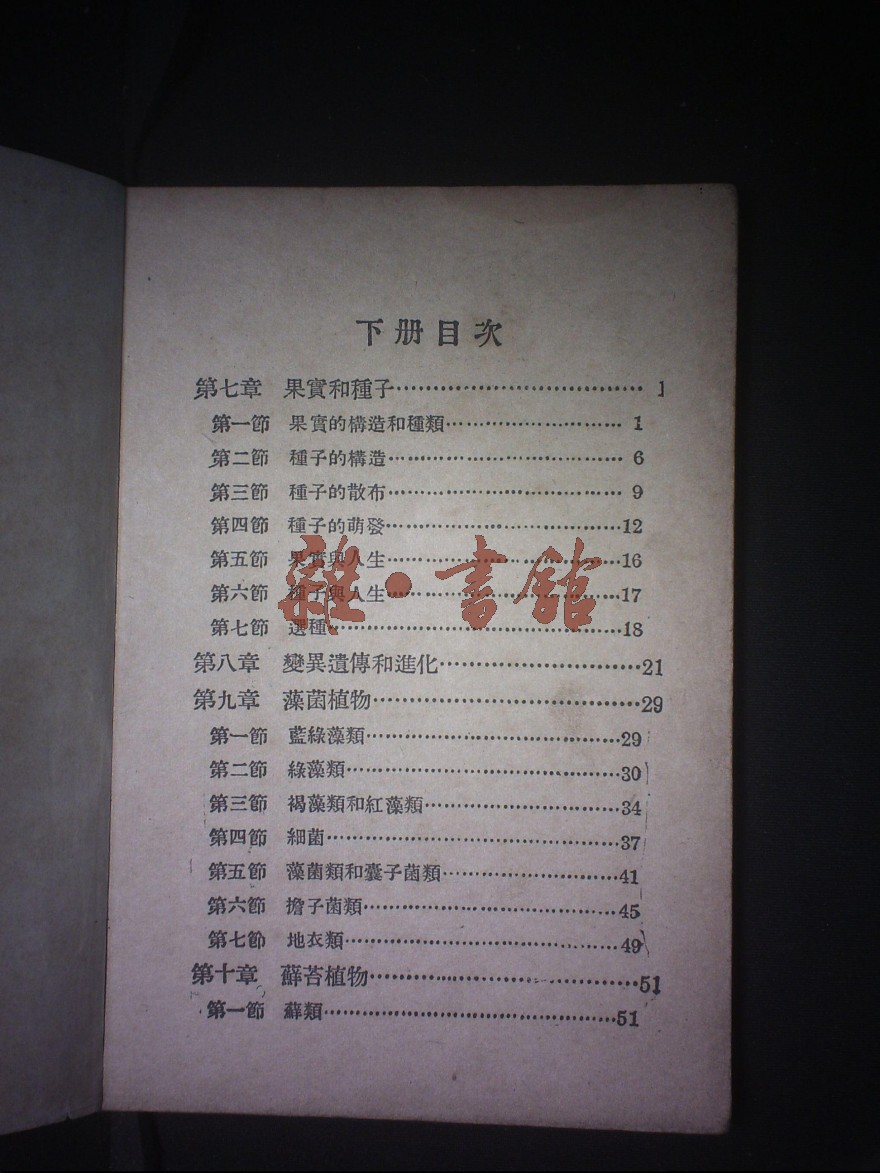 下册目次
第七章 果實和種子………………………… 1
第一節 果實的構造和種類………………………… 1
第二節 種子的構造………………………… 6
第三節 種子的散布………………………… 9
第四節 種子的萌發………………………… 12
第五節 果實與人生………………………… 16
第六節 種子與人生………………………… 17
第七節 選種………………………… 18
雜·書館
第八章 變異遺傳和進化………………………… 21
第九章 藻菌植物………………………… 29
第一節 藍綠藻類………………………… 29
第二節 綠藻類………………………… 30
第三節 褐藻類和紅藻類………………………… 34
第四節 細菌………………………… 37
第五節 藻菌類和囊子菌類………………………… 41
第六節 擔子菌類………………………… 45
第七節 地衣類………………………… 49
第十章 蘚苔植物………………………… 51
第一節 蘚類………………………… 51